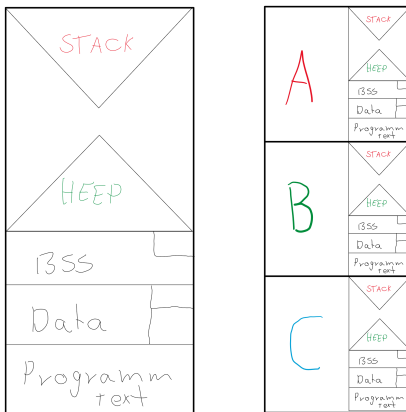 STACK
HEEP
BSS
Data
Programm
text
A
STACK
HEEP
BSS
Data
Programm
text
B
STACK
HEEP
BSS
Data
Programm
text
C
STACK
HEEP
BSS
Data
Programm
text